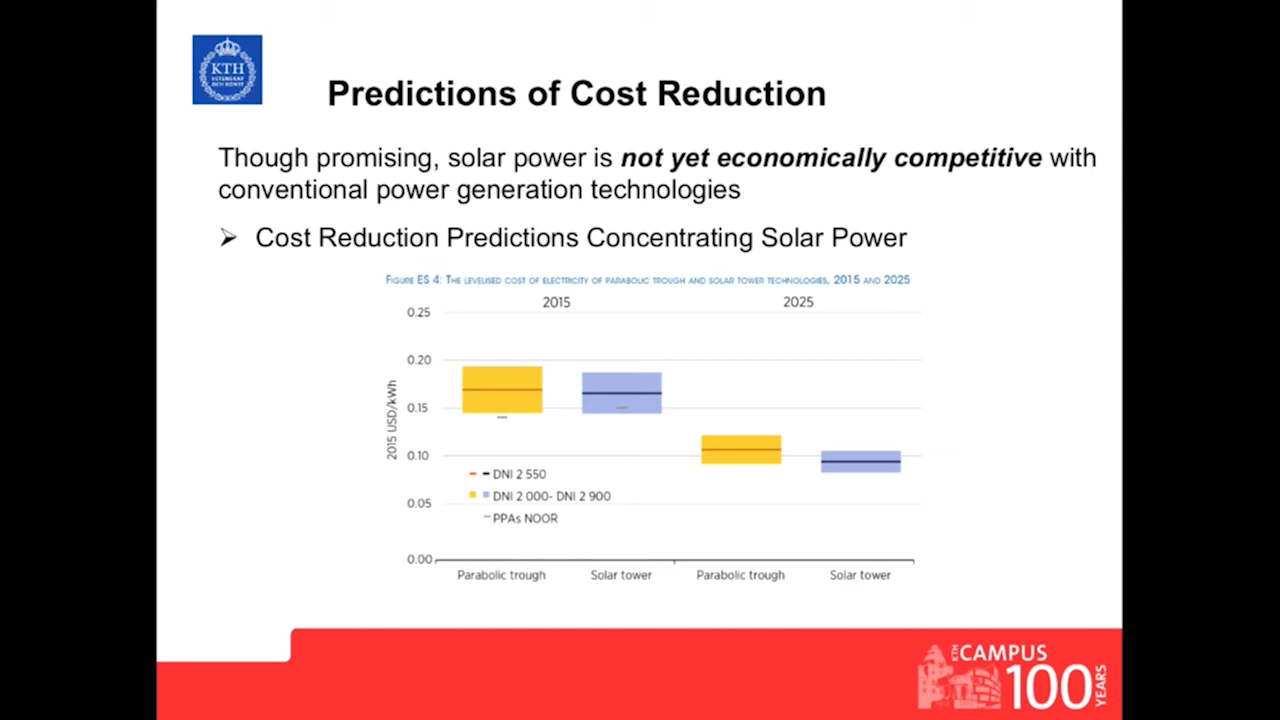 KTH
VETENSKAP
OCH KONST
Predictions of Cost Reduction
Though promising, solar power is not yet economically competitive with
conventional power generation technologies
Cost Reduction Predictions Concentrating Solar Power
FIGURE ES 4: THE LEVELISED COST OF ELECTRICITY OF PARABOLIC TROUGH AND SOLAR TOWER TECHNOLOGIES, 2015 AND 2025
2015 2025
0.25
0.20
0.15
0.10
0.05
0.00
2015 USD/kWh
DNI 2 550
DNI 2 000- DNI 2 900
PPAs NOOR
Parabolic trough Solar tower Parabolic trough Solar tower
KTH CAMPUS
100 YEARS